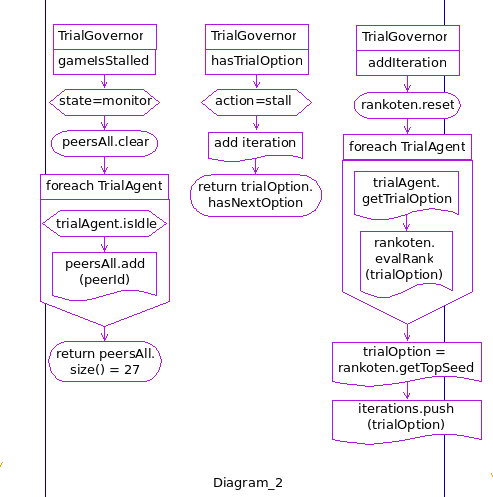 TrialGovernor
gameIsStalled
state=monitor
peersAll.clear
foreach TrialAgent
trialAgent.isIdle
peersAll.add
(peerId)
return peersAll.
size() = 27
TrialGovernor
hasTrialOption
action=stall
add iteration
return trialOption.
hasNextOption
TrialGovernor
addIteration
rankoten.reset
foreach TrialAgent
trialAgent.
getTrialOption
rankoten.
evalRank
(trialOption)
trialOption =
rankoten.getTopSeed
iterations.push
(trialOption)
Diagram_2